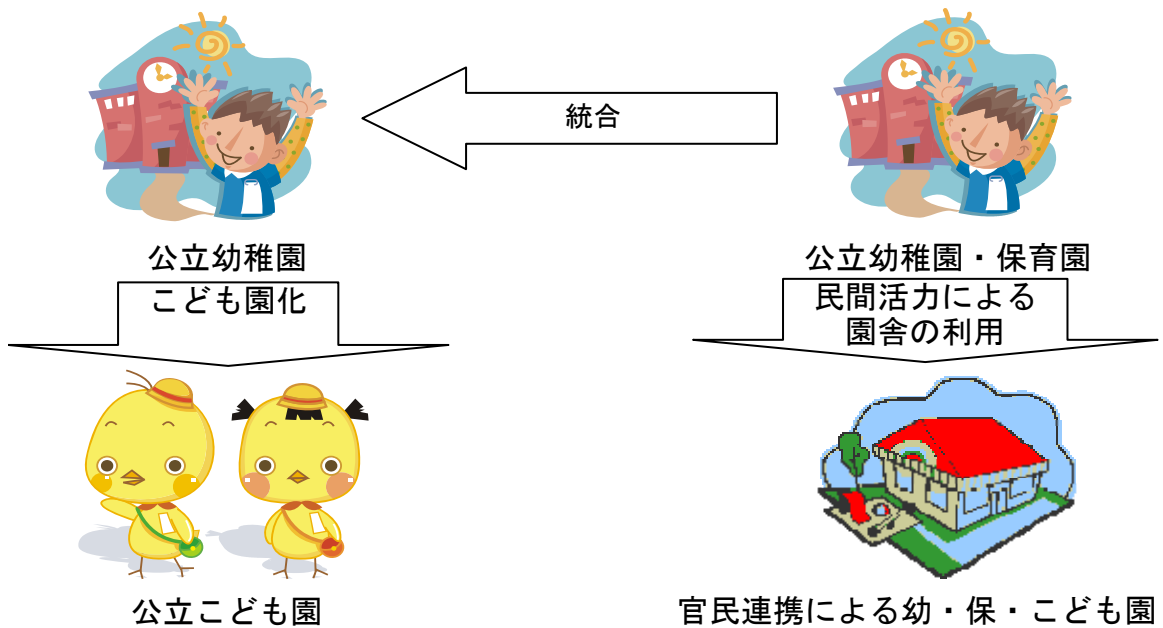 統合
公立幼稚園
公立幼稚園・保育園
こども園化
民間活力による
園舎の利用
公立こども園
官民連携による幼・保・こども園